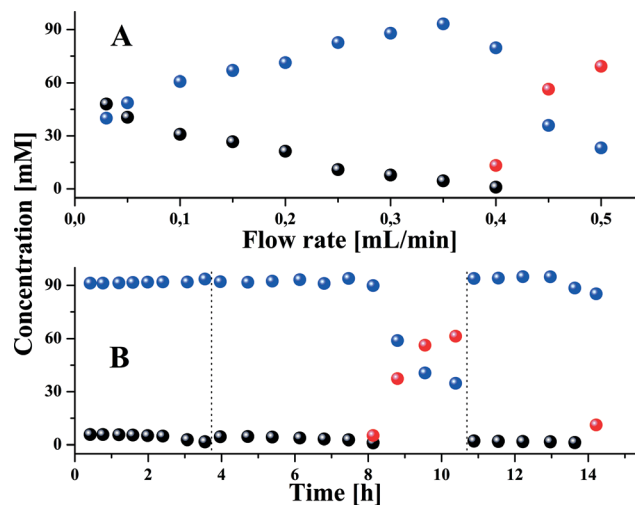 A
90
60
30
0
0,0 0,1 0,2 0,3 0,4 0,5
Flow rate [mL/min]
Concentration [mM]
B
90
60
30
0
0 2 4 6 8 10 12 14
Time [h]